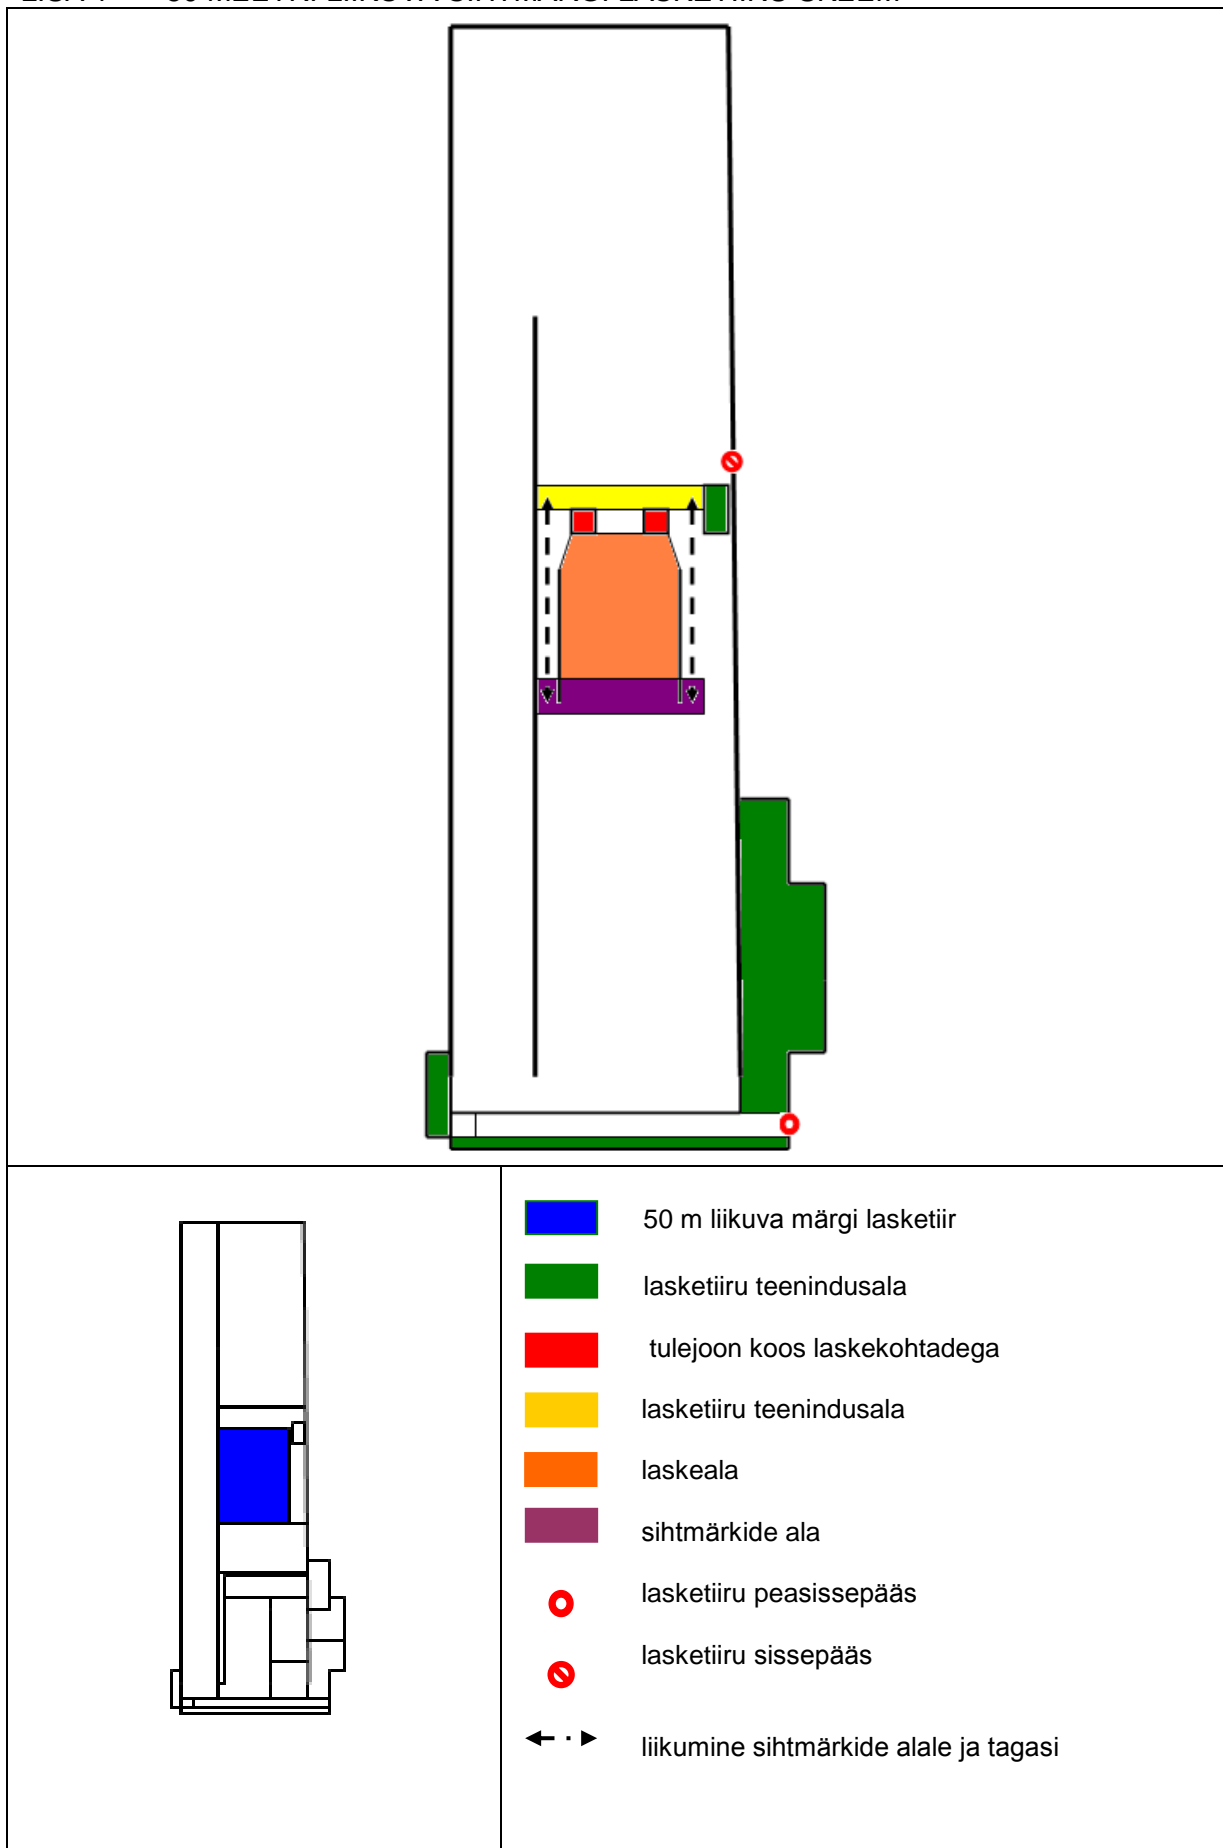 50 m liikuva märgi lasketiir
lasketiiru teenindusala
tulejoon koos laskekohtadega
lasketiiru teenindusala
laskeala
sihtmärkide ala
lasketiiru peasissepääs
lasketiiru sissepääs
liikumine sihtmärkide alale ja tagasi